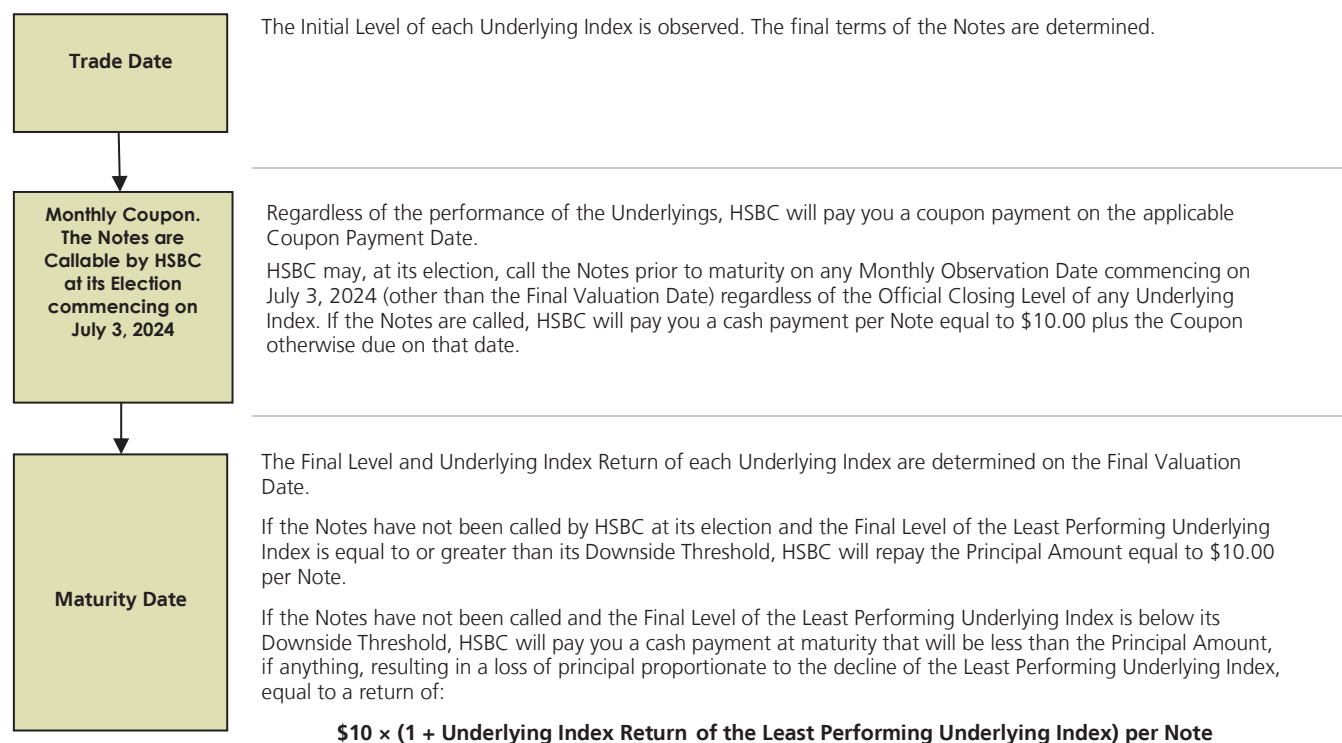 Trade Date
The Initial Level of each Underlying Index is observed. The final terms of the Notes are determined.
Monthly Coupon.
The Notes are
Callable by HSBC
at its Election
commencing on
July 3, 2024
Regardless of the performance of the Underlyings, HSBC will pay you a coupon payment on the applicable
Coupon Payment Date.
HSBC may, at its election, call the Notes prior to maturity on any Monthly Observation Date commencing on
July 3, 2024 (other than the Final Valuation Date) regardless of the Official Closing Level of any Underlying
Index. If the Notes are called, HSBC will pay you a cash payment per Note equal to $10.00 plus the Coupon
otherwise due on that date.
Maturity Date
The Final Level and Underlying Index Return of each Underlying Index are determined on the Final Valuation
Date.
If the Notes have not been called by HSBC at its election and the Final Level of the Least Performing Underlying
Index is equal to or greater than its Downside Threshold, HSBC will repay the Principal Amount equal to $10.00
per Note.
If the Notes have not been called and the Final Level of the Least Performing Underlying Index is below its
Downside Threshold, HSBC will pay you a cash payment at maturity that will be less than the Principal Amount,
if anything, resulting in a loss of principal proportionate to the decline of the Least Performing Underlying Index,
equal to a return of:
$10 × (1 + Underlying Index Return of the Least Performing Underlying Index) per Note